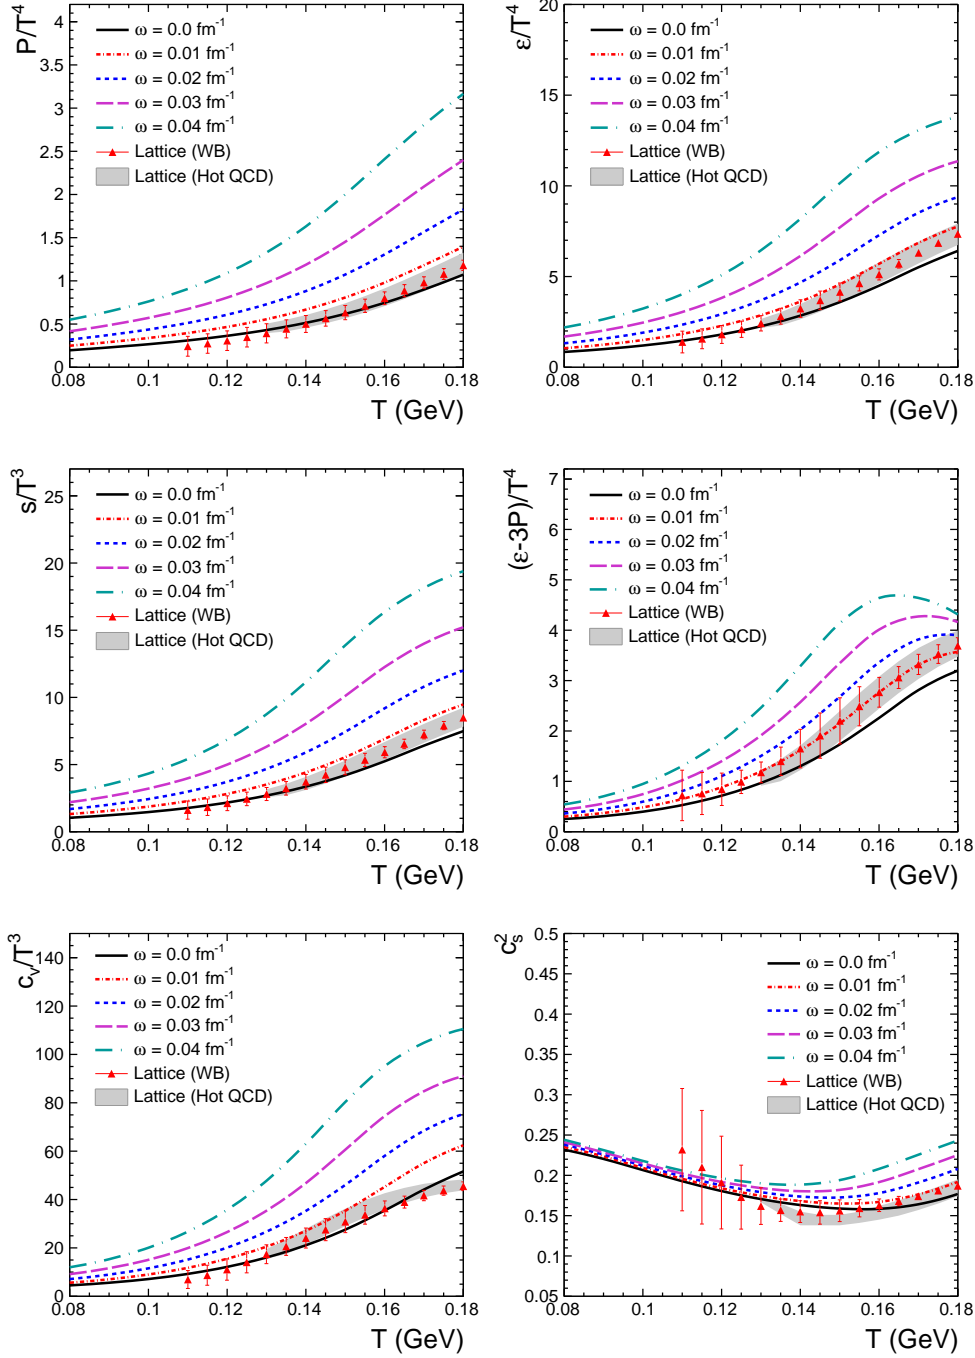 P/T⁴
4
3.5
3
2.5
2
1.5
1
0.5
0
ω = 0.0 fm⁻¹
ω = 0.01 fm⁻¹
ω = 0.02 fm⁻¹
ω = 0.03 fm⁻¹
ω = 0.04 fm⁻¹
Lattice (WB)
Lattice (Hot QCD)
0.08 0.1 0.12 0.14 0.16 0.18
T (GeV)
ε/T⁴
20
15
10
5
0
ω = 0.0 fm⁻¹
ω = 0.01 fm⁻¹
ω = 0.02 fm⁻¹
ω = 0.03 fm⁻¹
ω = 0.04 fm⁻¹
Lattice (WB)
Lattice (Hot QCD)
0.08 0.1 0.12 0.14 0.16 0.18
T (GeV)
s/T³
25
20
15
10
5
0
ω = 0.0 fm⁻¹
ω = 0.01 fm⁻¹
ω = 0.02 fm⁻¹
ω = 0.03 fm⁻¹
ω = 0.04 fm⁻¹
Lattice (WB)
Lattice (Hot QCD)
0.08 0.1 0.12 0.14 0.16 0.18
T (GeV)
(ε-3P)/T⁴
7
6
5
4
3
2
1
0
ω = 0.0 fm⁻¹
ω = 0.01 fm⁻¹
ω = 0.02 fm⁻¹
ω = 0.03 fm⁻¹
ω = 0.04 fm⁻¹
Lattice (WB)
Lattice (Hot QCD)
0.08 0.1 0.12 0.14 0.16 0.18
T (GeV)
cᵥ/T³
140
120
100
80
60
40
20
0
ω = 0.0 fm⁻¹
ω = 0.01 fm⁻¹
ω = 0.02 fm⁻¹
ω = 0.03 fm⁻¹
ω = 0.04 fm⁻¹
Lattice (WB)
Lattice (Hot QCD)
0.08 0.1 0.12 0.14 0.16 0.18
T (GeV)
cₛ²
0.5
0.45
0.4
0.35
0.3
0.25
0.2
0.15
0.1
0.05
ω = 0.0 fm⁻¹
ω = 0.01 fm⁻¹
ω = 0.02 fm⁻¹
ω = 0.03 fm⁻¹
ω = 0.04 fm⁻¹
Lattice (WB)
Lattice (Hot QCD)
0.08 0.1 0.12 0.14 0.16 0.18
T (GeV)